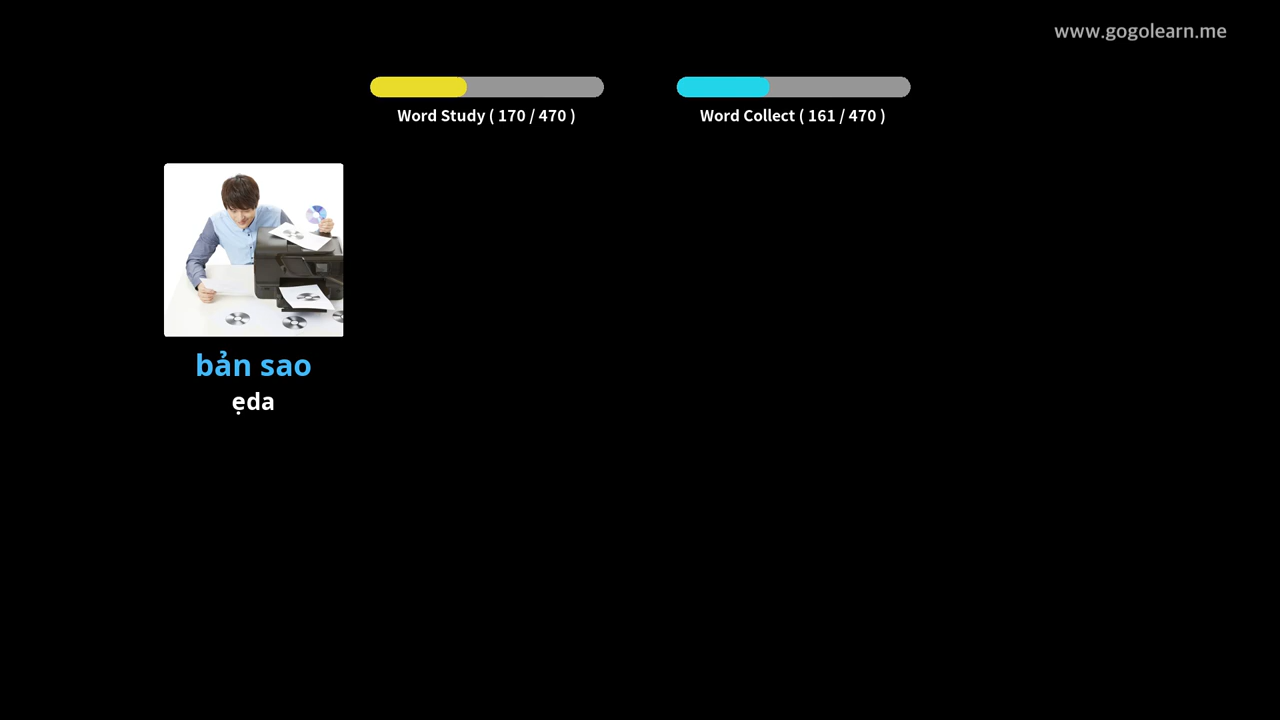 www.gogolearn.me
Word Study ( 170 / 470 )
Word Collect ( 161 / 470 )
bản sao
ẹda